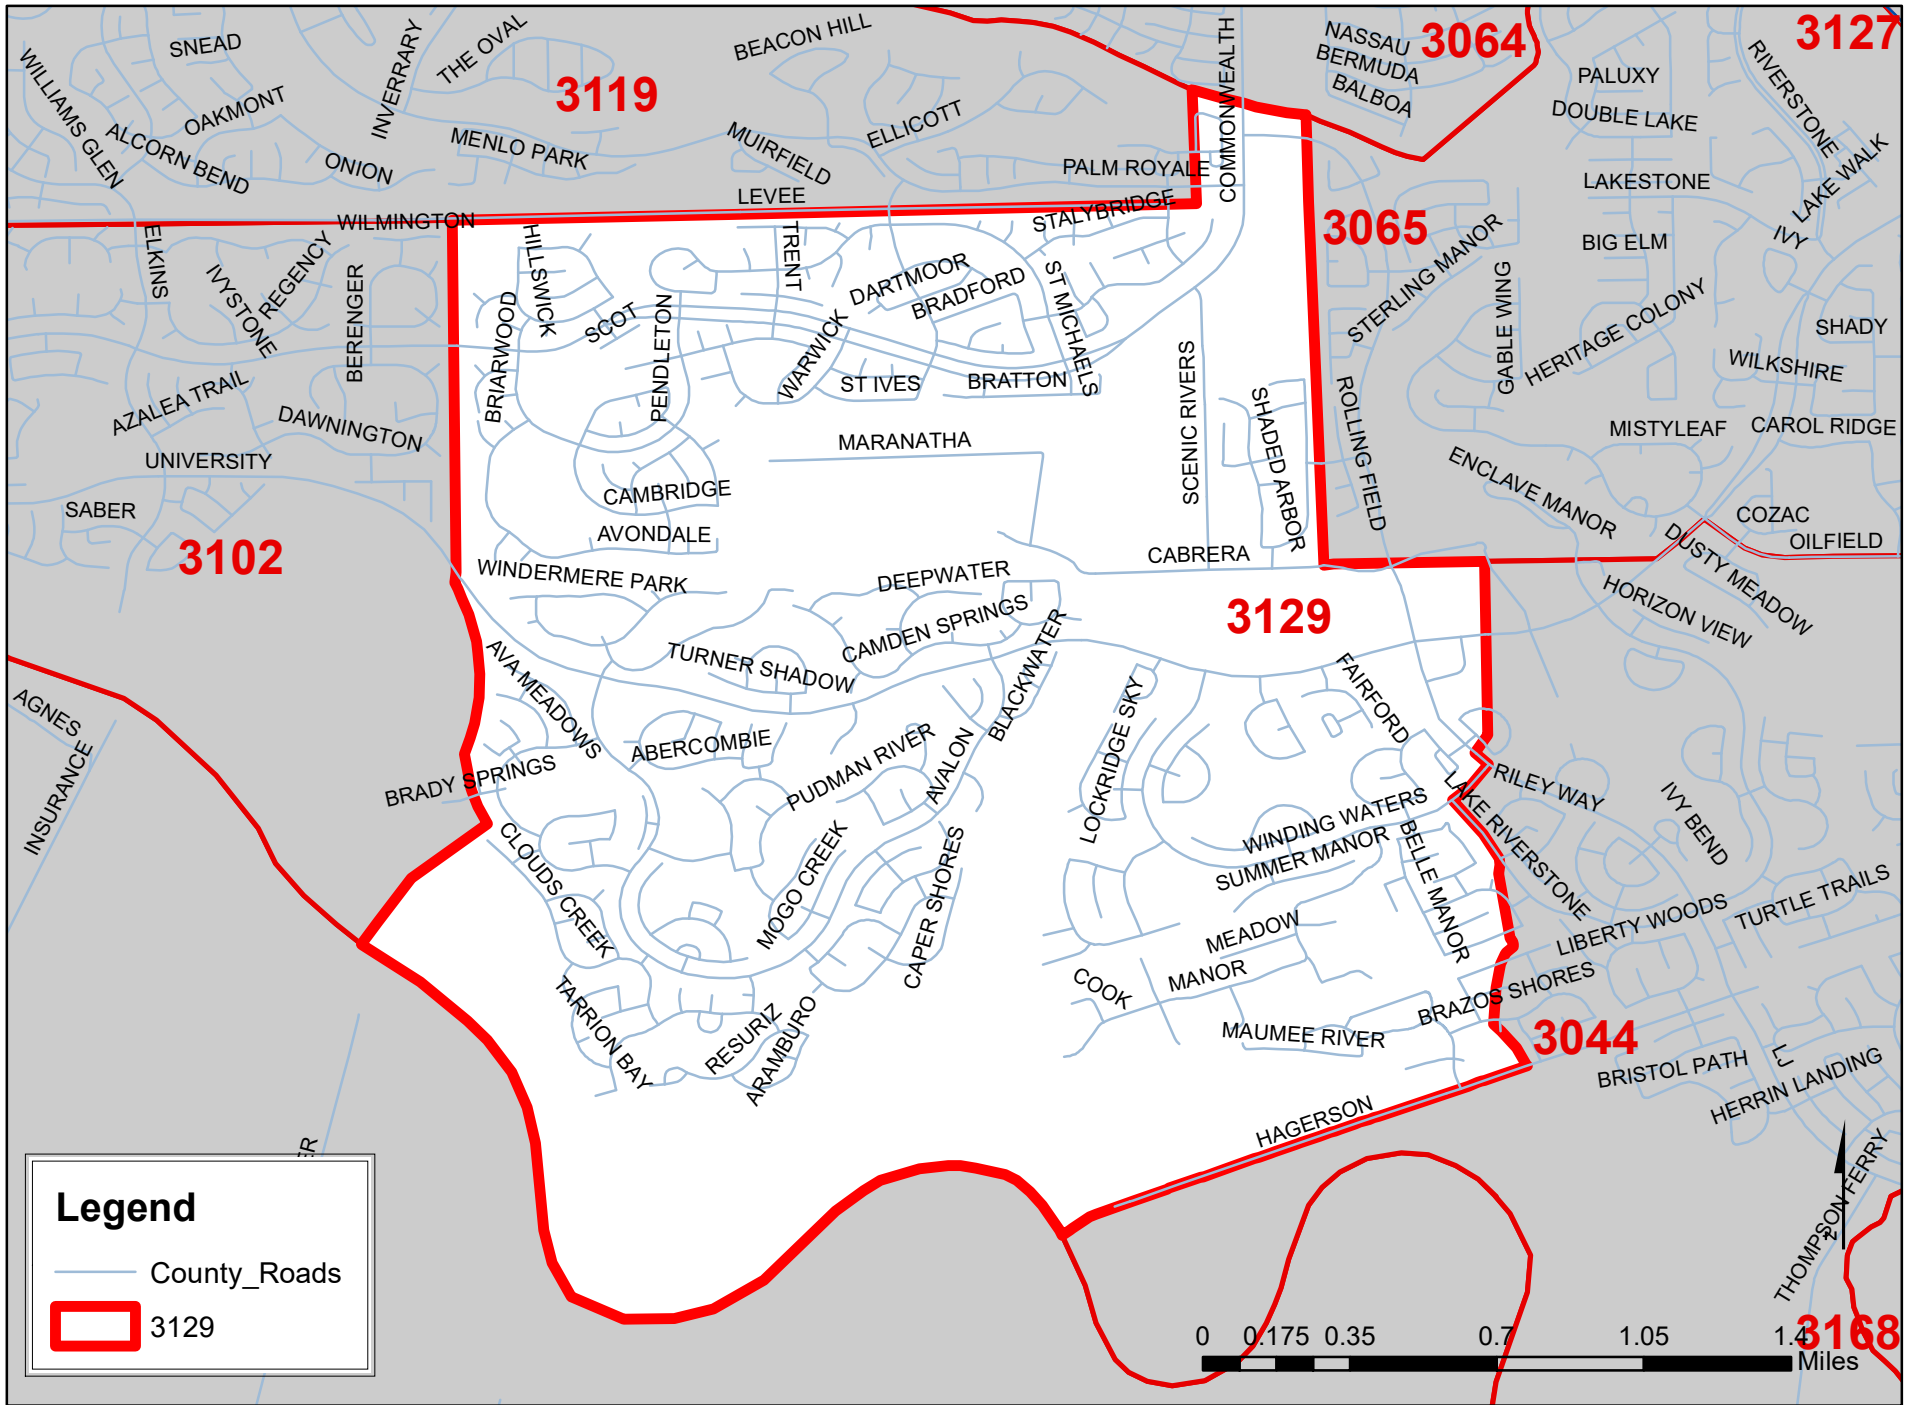 SNEAD
THE OVAL
INVERRARY
BEACON HILL
COMMONWEALTH
NASSAU
BERMUDA
BALBOA
3064
3127
WILLIAMS GLEN
OAKMONT
ALCORN BEND
ONION
MENLO PARK
3119
MUIRFIELD
ELLICOTT
PALM ROYALE
PALUXY
DOUBLE LAKE
RIVERSTONE
LAKE WALK
LAKESTONE
IVY
BIG ELM
LEVEE
WILMINGTON
STALYBRIDGE
3065
STERLING MANOR
ELKINS
IVYSTONE
REGENCY
BERENGER
HILLSWICK
TRENT
DARTMOOR
BRADFORD
ST MICHAELS
GABLE WING
HERITAGE COLONY
SHADY
WILKSHIRE
BRIARWOOD
SCOT
PENDLETON
WARWICK
ST IVES
BRATTON
SCENIC RIVERS
SHADED ARBOR
ROLLING FIELD
AZALEA TRAIL
DAWNINGTON
UNIVERSITY
SABER
3102
MARANATHA
CAMBRIDGE
AVONDALE
MISTYLEAF
CAROL RIDGE
ENCLAVE MANOR
COZAC
OILFIELD
DUSTY MEADOW
HORIZON VIEW
CABRERA
WINDERMERE PARK
DEEPWATER
CAMDEN SPRINGS
3129
TURNER SHADOW
BLACKWATER
AVA MEADOWS
FAIRFORD
LOCKRIDGE SKY
AGNES
INSURANCE
BRADY SPRINGS
ABERCOMBIE
PUDMAN RIVER
AVALON
RILEY WAY
LAKE RIVERSTONE
IVY BEND
WINDING WATERS
SUMMER MANOR
BELLE MANOR
CLOUDS CREEK
MOGO CREEK
CAPER SHORES
TURTLE TRAILS
LIBERTY WOODS
MEADOW
MANOR
COOK
BRAZOS SHORES
TARRION BAY
RESURIZ
ARAMBURO
MAUMEE RIVER
3044
BRISTOL PATH
LJ
HERRIN LANDING
HAGERSON
THOMPSON FERRY
ER
N
Legend
County_Roads
3129
0 0.175 0.35 0.7 1.05 1.4
Miles
3168